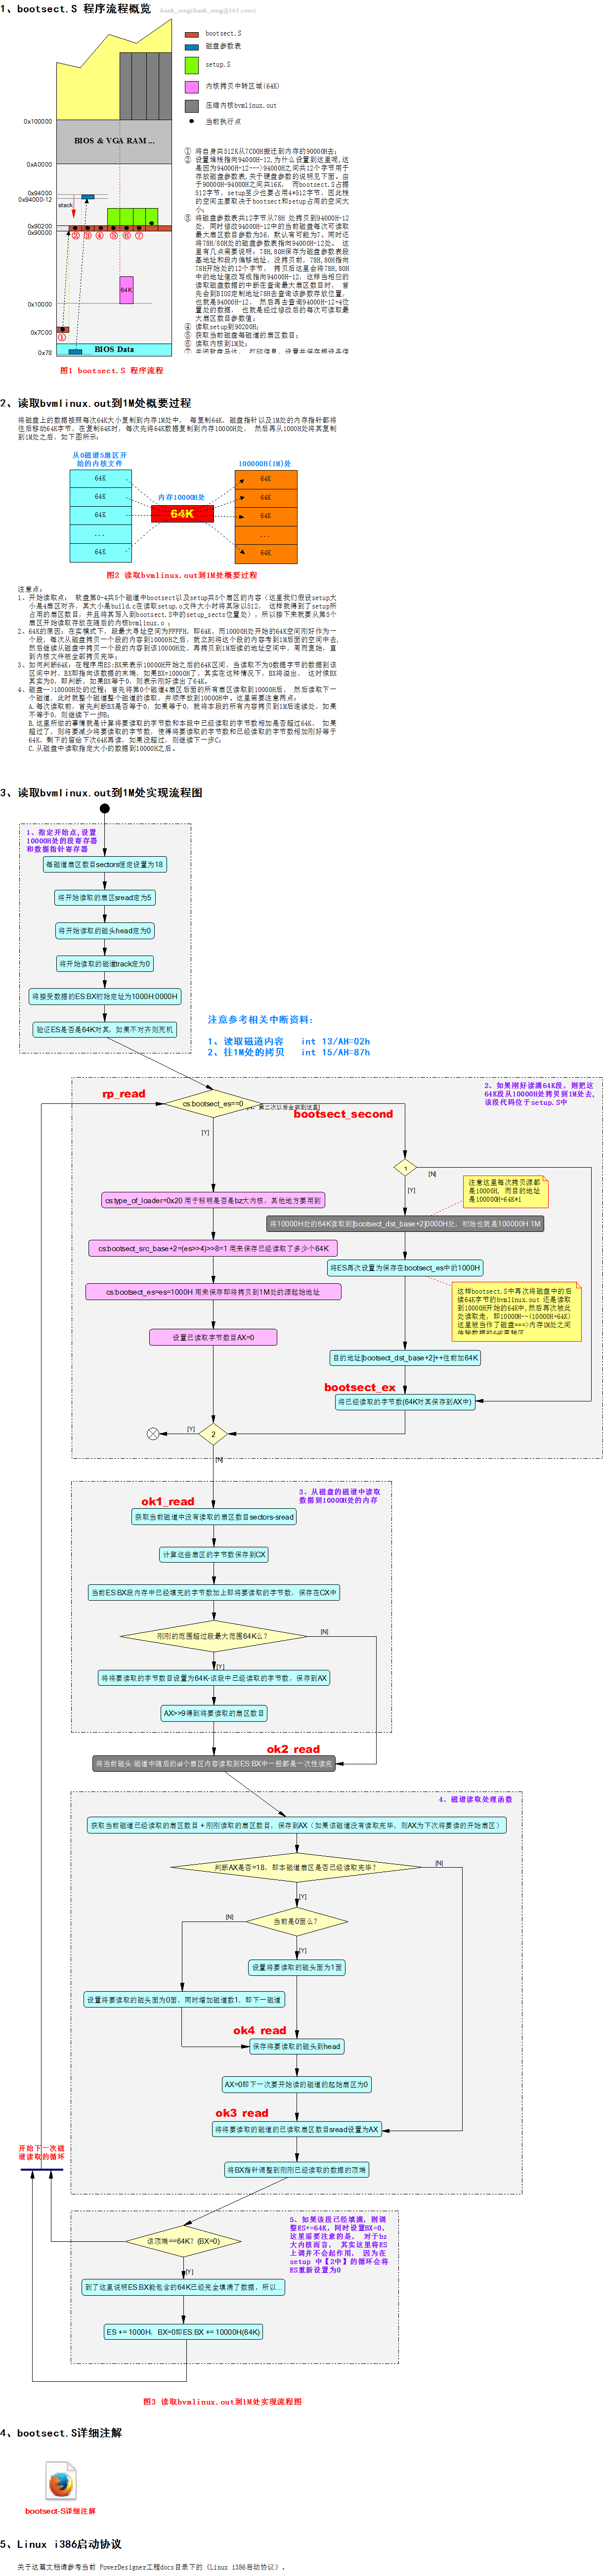 1、bootsect.S 程序流程概览
frank_song(frank_song@163.com)
bootsect.S
磁盘参数表
setup.S
内核拷贝中转区域(64K)
压缩内核bvmlinux.out
当前执行点
0x100000
BIOS & VGA RAM ...
0xA0000
0x94000
0x94000-12
stack
0x90200
0x90000
② ③ ④ ⑤ ⑥ ⑦
64K
0x10000
0x7C00
①
BIOS Data
0x78
① 将自身共512K从7C00H搬迁到内存的9000H去;
② 设置堆栈指向94000H-12,为什么设置到这里呢,这
是因为94000H-12--->94000H之间共12个字节用于
存放磁盘参数表,关于硬盘参数的说明见下面。由
于90000H-94000H之间共16K, 而bootsect.S占据
512字节, setup至少也要占用4*512字节, 因此栈
的空间主要取决于bootsect和setup占用的空间大
小;
③ 将磁盘参数表共12字节从78H 处拷贝到94000H-12
处, 同时修改94000H-12中的当前磁盘每次可读取
最大扇区数目参数为36, 默认有可能为7。同时还
将78H/80H处的磁盘参数表指向94000H-12处。 这
里有几点需要说明: 78H,80H保存为磁盘参数表段
基地址和段内偏移地址, 没拷贝前, 78H,80H指向
78H开始处的12个字节, 拷贝后这里会将78H,80H
中的地址值改写成指向94000H-12, 这样当相应的
读取磁盘数据的中断在查询最大扇区数目时, 首
先会到BIOS定制地址78H去查询该参数存放位置,
也就是94000H-12, 然后再去查询94000H-12+4位
置处的数据, 也就是经过修改后的每次可读取最
大扇区数目参数值;
④ 读取setup到90200H;
⑤ 获取当前磁盘每磁道的扇区数目;
⑥ 读取内核到1M处;
⑦ 关闭软盘马达, 打印信息, 设置并保存根设备信
图1 bootsect.S 程序流程
2、读取bvmlinux.out到1M处概要过程
将磁盘上的数据按照每次64K大小复制到内存1M处中, 每复制64K, 磁盘指针以及1M处的内存指针都将
往后移动64K字节。在复制64K时, 每次先将64K数据复制到内存10000H处, 然后再从1000H处将其复制
到1M处之后。如下图所示:
从0磁道5扇区开
始的内核文件
64K
64K
64K
...
64K
内存10000H处
64K
100000H(1M)处
64K
64K
64K
...
64K
图2 读取bvmlinux.out到1M处概要过程
注意点:
1、开始读取点: 软盘第0-4共5个磁道中bootsect以及setup共5个扇区的内容(这里我们假设setup大
小是4扇区对齐, 其大小是build.c在读取setup.o文件大小时将其除以512, 这样就得到了setup所
占用的扇区数目, 并且将其写入到bootsect.S中的setup_sects位置处), 所以接下来就要从第5个
扇区开始读取存放在随后的内核bvmlinux.o ;
2、64K的原因: 在实模式下, 段最大寻址空间为FFFFH, 即64K, 而10000H处开始的64K空间刚好作为一
个段, 每次从磁盘拷贝一个段的内容到10000H之后, 就立刻将这个段的内容考到1M后面的空间中去,
然后继续从磁盘中拷贝一个段的内容到该10000H处, 再拷贝到1M后续的地址空间中, 周而复始, 直
到内核文件被全部拷贝完毕;
3、如何判断64K: 在程序用ES:BX来表示10000H开始之后的64K区间, 当读取不为0数据字节的数据到该
区间中时, BX即指向该数据的末端, 如果BX=10000H了, 其实在这种情况下, BX将溢出, 这时候BX
其实为0, 即判断, 如果BX等于0, 则表示刚好读出了64K。
4、磁盘->10000H处的过程: 首先将第0个磁道4扇区后面的所有扇区读取到10000H后, 然后读取下一
个磁道, 此时就整个磁道整个磁道的读取, 并顺序放到10000H中。这里需要注意两点:
A.每次读取前, 首先判断BX是否等于0, 如果等于0, 就将本段的所有内容拷贝到1M后连续处, 如果
不等于0, 则继续下一步B;
B.这里所做的事情就是计算将要读取的字节数和本段中已经读取的字节数相加是否超过64K, 如果
超过了, 则将要减少将要读取的字节数, 使得将要读取的字节数和已经读取的字节数相加刚好等于
64K, 剩下的留给下次64K再读, 如果没超过, 则继续下一步C;
C.从磁盘中读取指定大小的数据到10000H之后。
3、读取bvmlinux.out到1M处实现流程图
1、指定开始点,设置
10000H处的段寄存器
和数据指针寄存器
每磁道扇区数目sectors恒定设置为18
将开始读取的扇区sread定为5
将开始读取的磁头head定为0
将开始读取的磁道track定为0
将接受数据的ES:BX初始定址为1000H:0000H
验证ES是否是64K对其, 如果不对齐则死机
注意参考相关中断资料:
1、读取磁道内容 int 13/AH=02h
2、往1M处的考贝 int 15/AH=87h
2、如果刚好读满64K段, 则把这
64K段从10000H处拷贝到1M处去,
该段代码位于setup.S中
rp_read
cs:bootsect_es==0
第二次以后全部到这里]
bootsect_second
[Y]
1
[N]
[Y]
注意这里每次拷贝源都
是10000H, 而目的地址
是100000H+64K*i
cs:type_of_loader=0x20 用于标明是否是bz大内核, 其他地方要用到
将10000H处的64K读取到[bootsect_dst_base+2]0000H处, 初始也就是100000H 1M
cs:bootsect_src_base+2=(es>>4)>>8=1 用来保存已经读取了多少个64K
将ES再次设置为保存在bootsect_es中的1000H
cs:bootsect_es=es=1000H 用来保存即将拷贝到1M处的源起始地址
这样bootsect.S中再次将磁盘中的后
续64K字节的bvmlinux.out 还是读取
到10000H开始的64K中,然后再次被此
处读取走, 即10000H--(10000H+64K)
这里被当作了磁盘===>内存1M处之间
设置已读取字节数目AX=0
目的地址[bootsect_dst_base+2]++往前加64K
bootsect_ex
将已经读取的字节数(64K对其保存到AX中)
[Y]
2
[N]
3、从磁盘的磁道中读取
数据到10000H处的内存
ok1_read
获取当前磁道中没有读取的扇区数目sectors-sread
计算这些扇区的字节数保存到CX
当前ES:BX段内存中已经填充的字节数加上即将要读取的字节数, 保存在CX中
刚刚的范围超过段最大范围64K么?
[N]
[Y]
将将要读取的字节数目设置为64K-该段中已经读取的字节数, 保存到AX
AX>>9得到将要读取的扇区数目
ok2_read
将当前磁头.磁道中随后的al个扇区内容读取到ES:BX中一般都是一次性读完
4、磁道读取处理函数
获取当前磁道已经读取的扇区数目 + 刚刚读取的扇区数目, 保存到AX (如果该磁道没有读取完毕, 则AX为下次将要读的开始扇区)
判断AX是否=18, 即本磁道扇区是否已经读取完毕?
[N]
[Y]
当前是0面么?
[N]
[Y]
设置将要读取的磁头面为1面
设置将要读取的磁头面为0面, 同时增加磁道数1, 即下一磁道
ok4_read
保存将要读取的磁头到head
AX=0即下一次要开始读的磁道的起始扇区为0
ok3_read
将将要读取的磁道的已读取扇区数目sread设置为AX
将BX指针调整到刚刚已经读取的数据的顶端
开始下一次磁
道读取的循环
5、如果该段已经填满, 则调
整ES+=64K, 同时设置BX=0,
这里需要注意的是, 对于bz
大内核而言, 其实这里将ES
上调并不会起作用, 因为在
setup 中【2中】的循环会将
ES重新设置为0
该顶端==64K? (BX=0)
[Y]
到了这里说明ES:BX能包含的64K已经完全填满了数据, 所以...
ES += 1000H, BX=0即ES:BX += 10000H(64K)
图3 读取bvmlinux.out到1M处实现流程图
4、bootsect.S详细注解
bootsect-S详细注解
5、Linux i386启动协议
关于这篇文档请参考当前 PowerDesigner工程docs目录下的《Linux i386启动协议》。